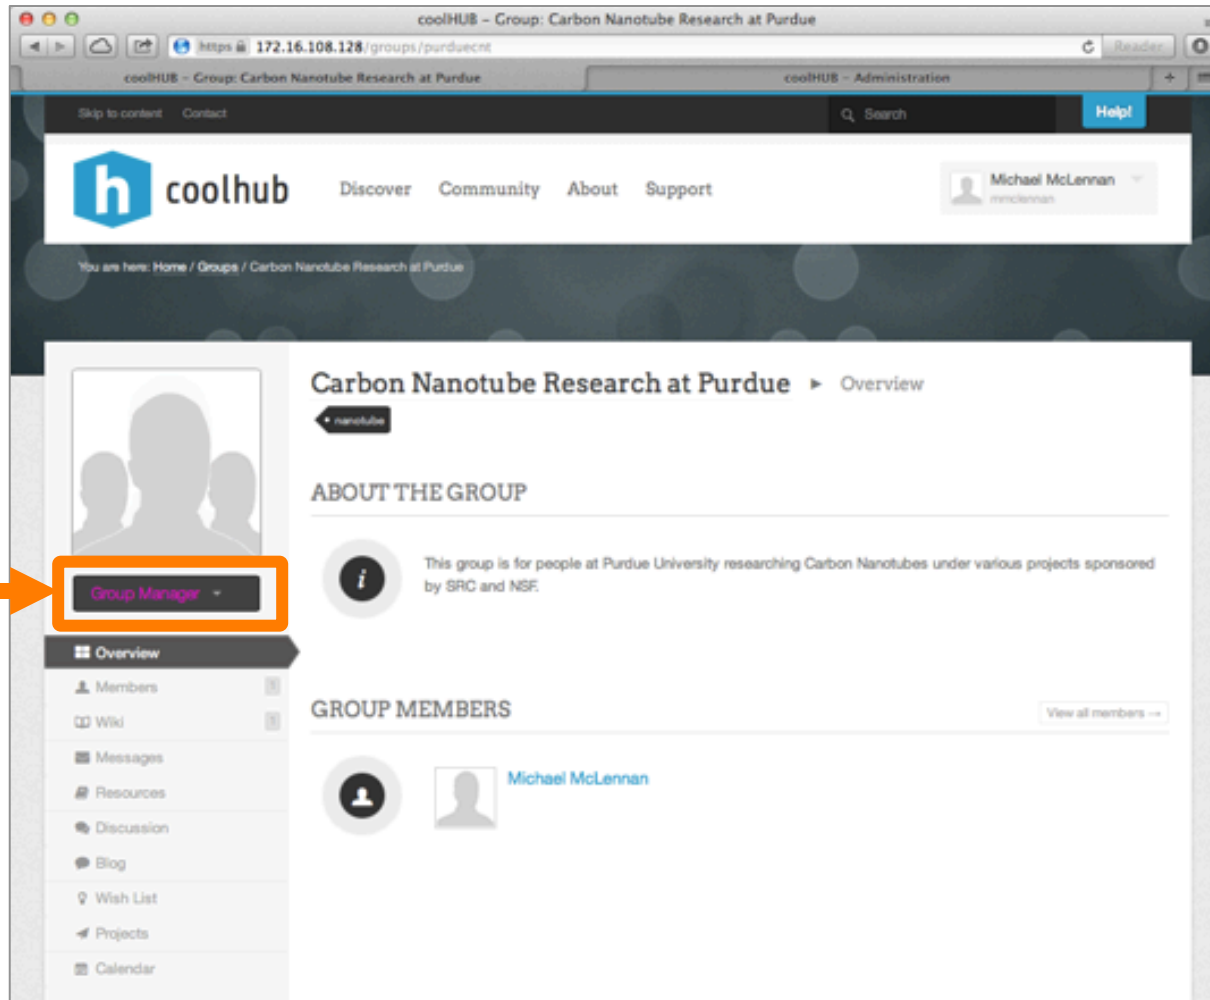 coolHUB – Group: Carbon Nanotube Research at Purdue
https 172.16.108.128/groups/purduecnt Reader
coolHUB – Group: Carbon Nanotube Research at Purdue coolHUB – Administration +
Skip to content Contact Search Help!
h coolhub Discover Community About Support Michael McLennan
mmclennan
You are here: Home / Groups / Carbon Nanotube Research at Purdue
Carbon Nanotube Research at Purdue ► Overview
nanotube
ABOUT THE GROUP
i This group is for people at Purdue University researching Carbon Nanotubes under various projects sponsored
by SRC and NSF.
Group Manager
Overview
Members 1
Wiki 1
Messages
Resources
Discussion
Blog
Wish List
Projects
Calendar
GROUP MEMBERS View all members →
Michael McLennan